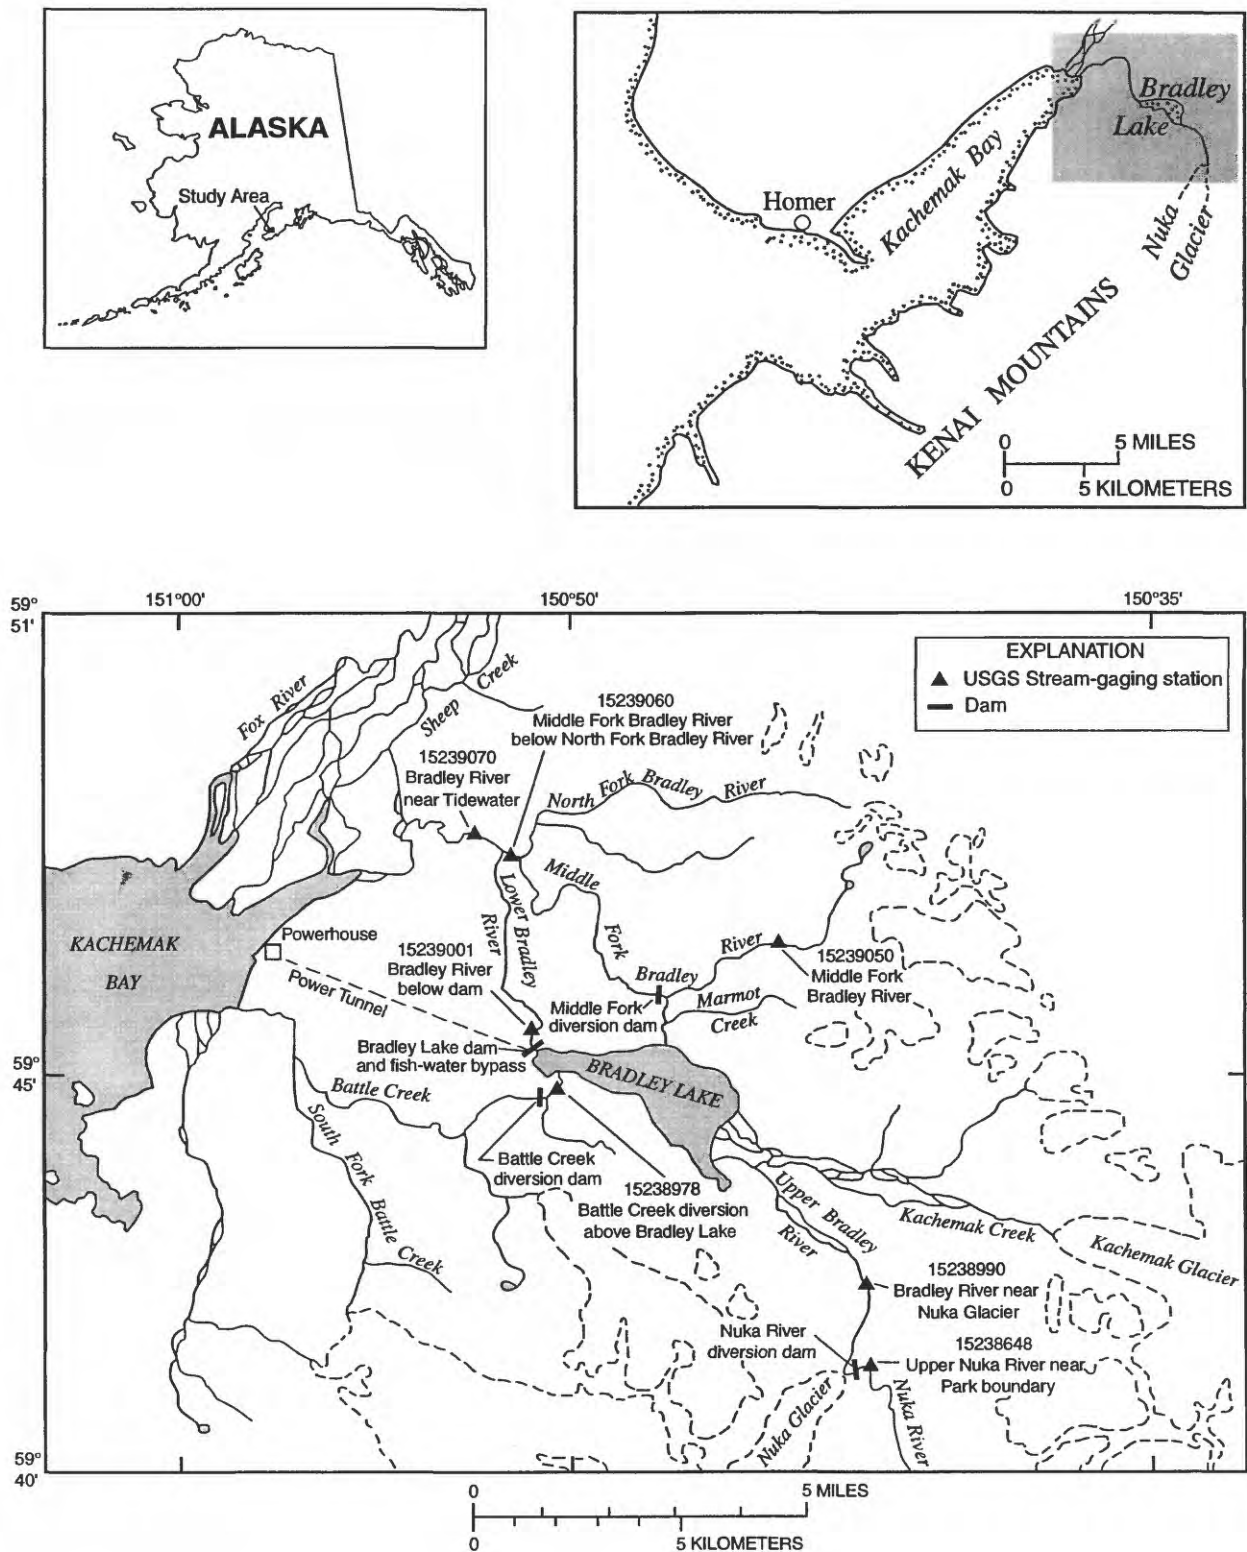 ALASKA
Study Area
Bradley
Lake
Kachemak Bay
Homer
Nuka
Glacier
KENAI MOUNTAINS
0 5 MILES
0 5 KILOMETERS
59°
51'
151°00'
150°50'
150°35'
EXPLANATION
USGS Stream-gaging station
Dam
Fox River
Sheep Creek
15239060
Middle Fork Bradley River
below North Fork Bradley River
15239070
Bradley River
near Tidewater
North Fork Bradley River
Middle Fork Bradley River
Lower Bradley
River
KACHEMAK
BAY
Powerhouse
Power Tunnel
15239001
Bradley River
below dam
15239050
Middle Fork
Bradley River
Middle Fork
diversion dam
Marmot
Creek
Bradley Lake dam
and fish-water bypass
BRADLEY LAKE
59°
45'
Battle Creek
South Fork Battle Creek
Battle Creek
diversion dam
15238978
Battle Creek diversion
above Bradley Lake
Upper Bradley
River
Kachemak Creek
Kachemak Glacier
15238990
Bradley River near
Nuka Glacier
Nuka River
diversion dam
15238648
Upper Nuka River near
Park boundary
Nuka Glacier
Nuka River
59°
40'
0 5 MILES
0 5 KILOMETERS